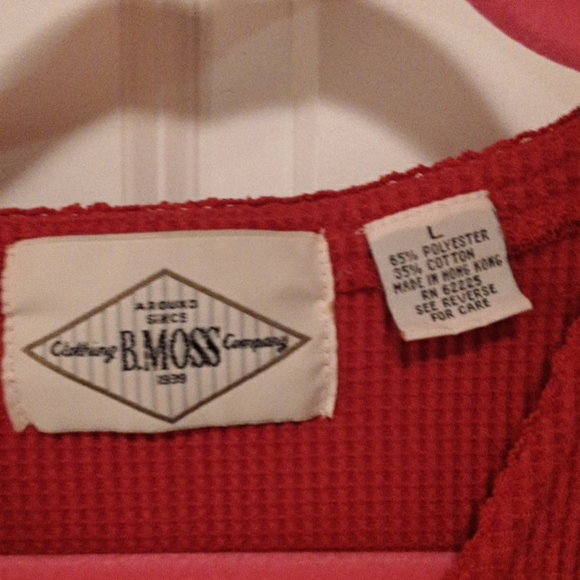 AROUND
SINCE
Clothing B.MOSS Company
1939
L
65% POLYESTER
35% COTTON
MADE IN HONG KONG
RN 62225
SEE REVERSE
FOR CARE